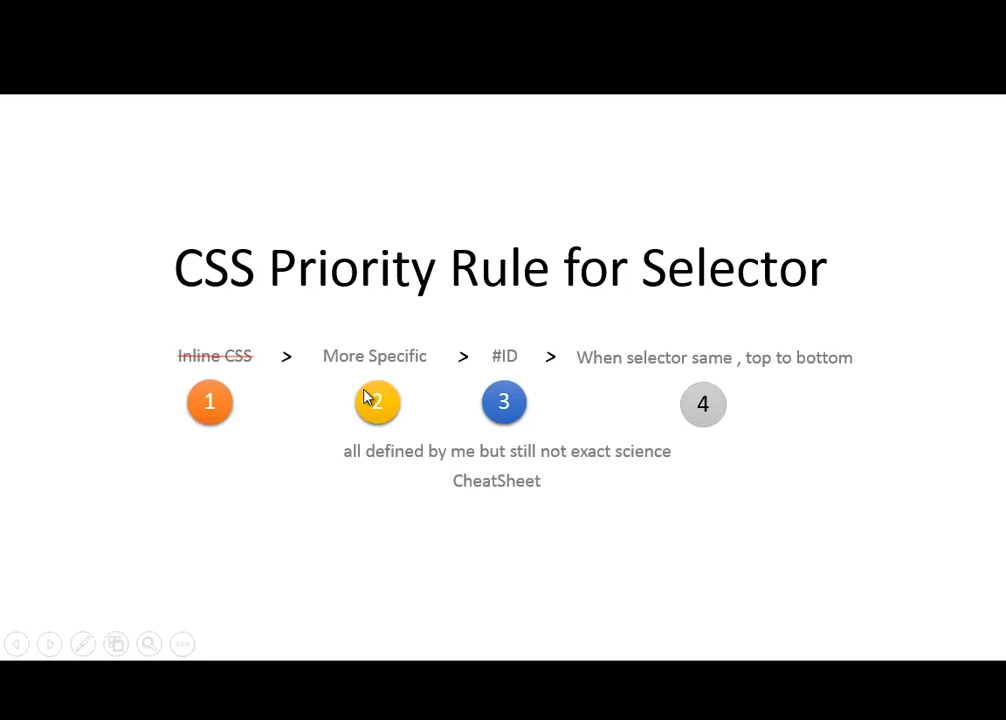 CSS Priority Rule for Selector
Inline CSS > More Specific > #ID > When selector same , top to bottom
1 2 3 4
all defined by me but still not exact science
CheatSheet